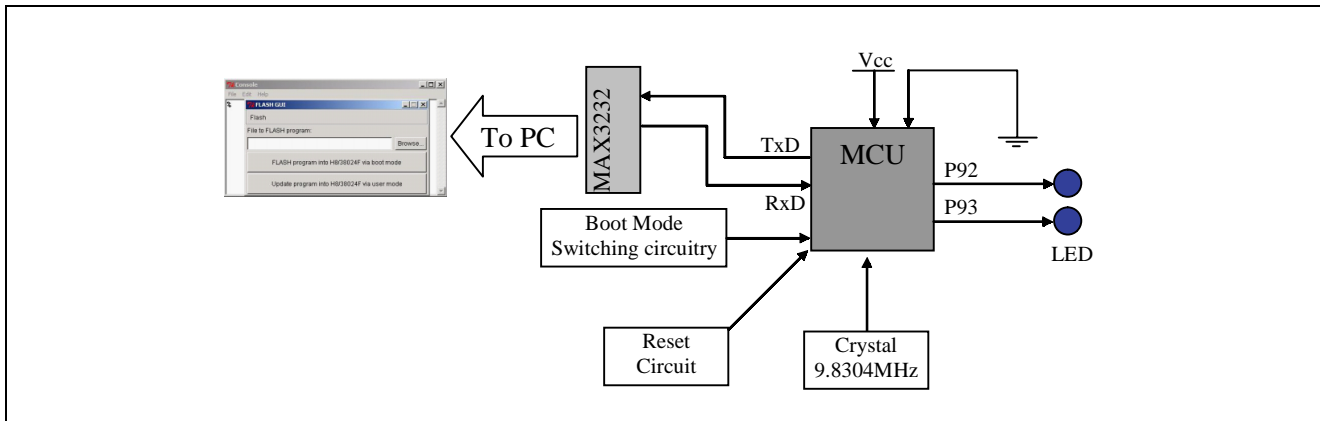 Console
File Edit Help
FLASH GUI
Flash
File to FLASH program:
Browse...
FLASH program into H8/38024F via boot mode
Update program into H8/38024F via user mode
To PC
MAX3232
Vcc
TxD
MCU
RxD
P92
P93
LED
Boot Mode
Switching circuitry
Reset
Circuit
Crystal
9.8304MHz